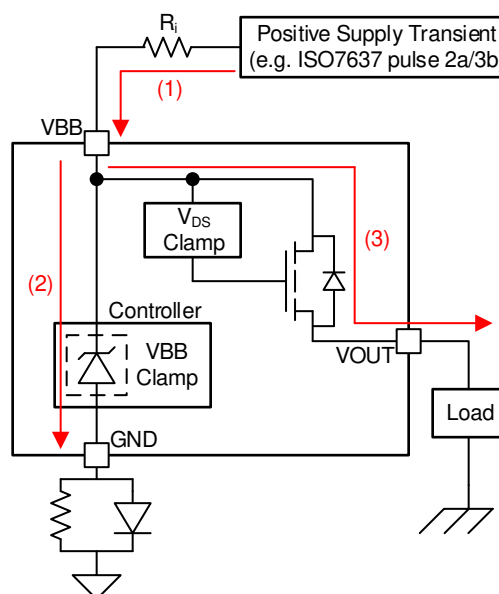 Ri
Positive Supply Transient
(e.g. ISO7637 pulse 2a/3b
(1)
VBB
VDS
Clamp
(3)
(2)
Controller
VBB
Clamp
VOUT
Load
GND